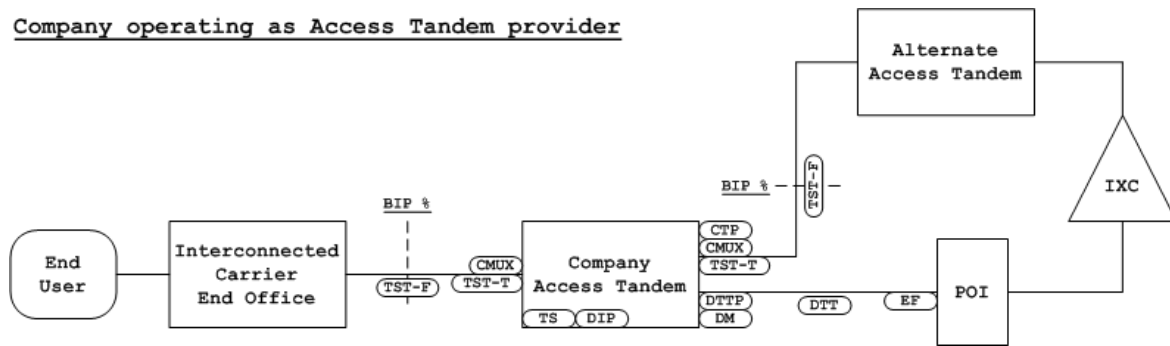 Company operating as Access Tandem provider
Alternate
Access Tandem
BIP %
TST-F
IXC
BIP %
End
User
Interconnected
Carrier
End Office
TST-F
CMUX
TST-T
Company
Access Tandem
TS
DIP
CTP
CMUX
TST-T
DTTP
DM
DTT
EF
POI